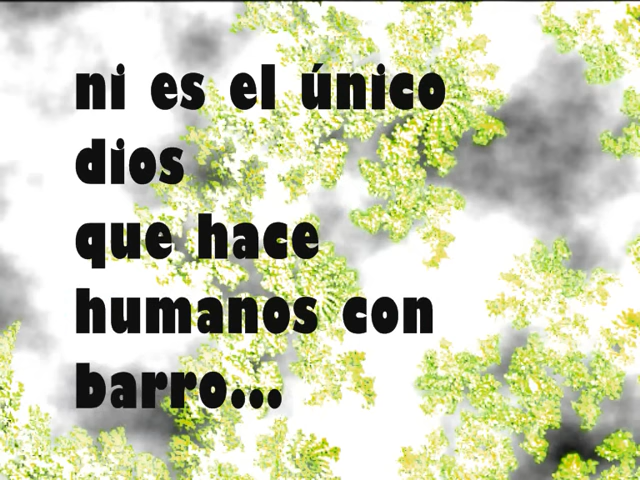 ni es el único
dios
que hace
humanos con
barro...